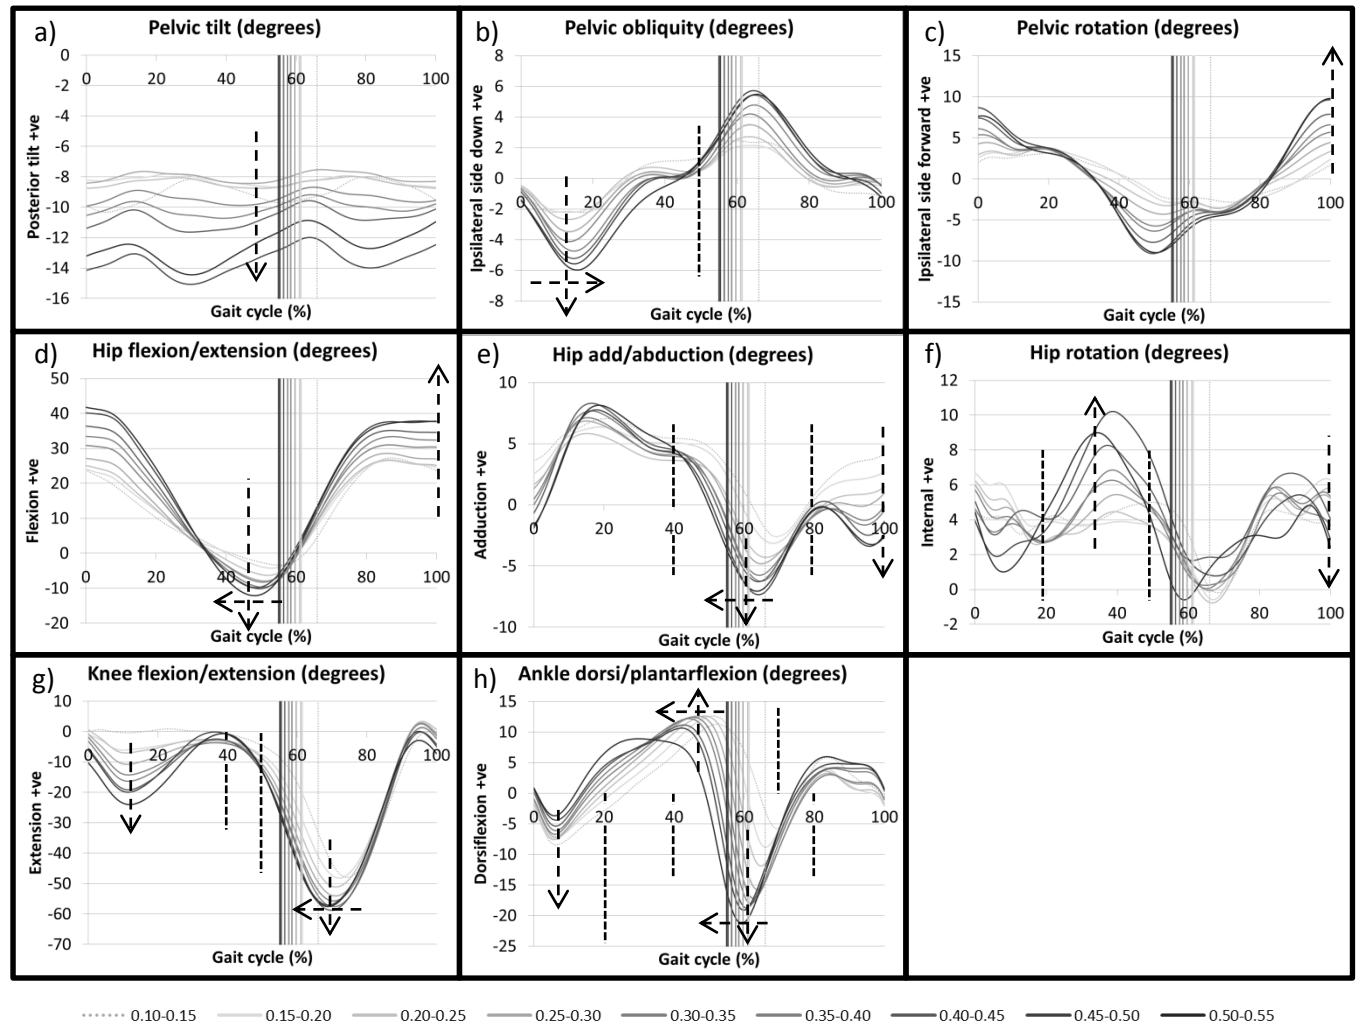 a) Pelvic tilt (degrees)
Posterior tilt +ve
0
-2
-4
-6
-8
-10
-12
-14
-16
0 20 40 60 80 100
Gait cycle (%)
b) Pelvic obliquity (degrees)
Ipsilateral side down +ve
8
6
4
2
0
-2
-4
-6
-8
0 20 40 60 80 100
Gait cycle (%)
c) Pelvic rotation (degrees)
Ipsilateral side forward +ve
15
10
5
0
-5
-10
-15
0 20 40 60 80 100
Gait cycle (%)
d) Hip flexion/extension (degrees)
Flexion +ve
50
40
30
20
10
0
-10
-20
0 20 40 60 80 100
Gait cycle (%)
e) Hip add/abduction (degrees)
Adduction +ve
10
5
0
-5
-10
0 20 40 60 80 100
Gait cycle (%)
f) Hip rotation (degrees)
Internal +ve
12
10
8
6
4
2
0
-2
0 20 40 60 80 100
Gait cycle (%)
g) Knee flexion/extension (degrees)
Extension +ve
10
0
-10
-20
-30
-40
-50
-60
-70
0 20 40 60 80 100
Gait cycle (%)
h) Ankle dorsi/plantarflexion (degrees)
Dorsiflexion +ve
15
10
5
0
-5
-10
-15
-20
-25
0 20 40 60 80 100
Gait cycle (%)
0.10-0.15 0.15-0.20 0.20-0.25 0.25-0.30 0.30-0.35 0.35-0.40 0.40-0.45 0.45-0.50 0.50-0.55